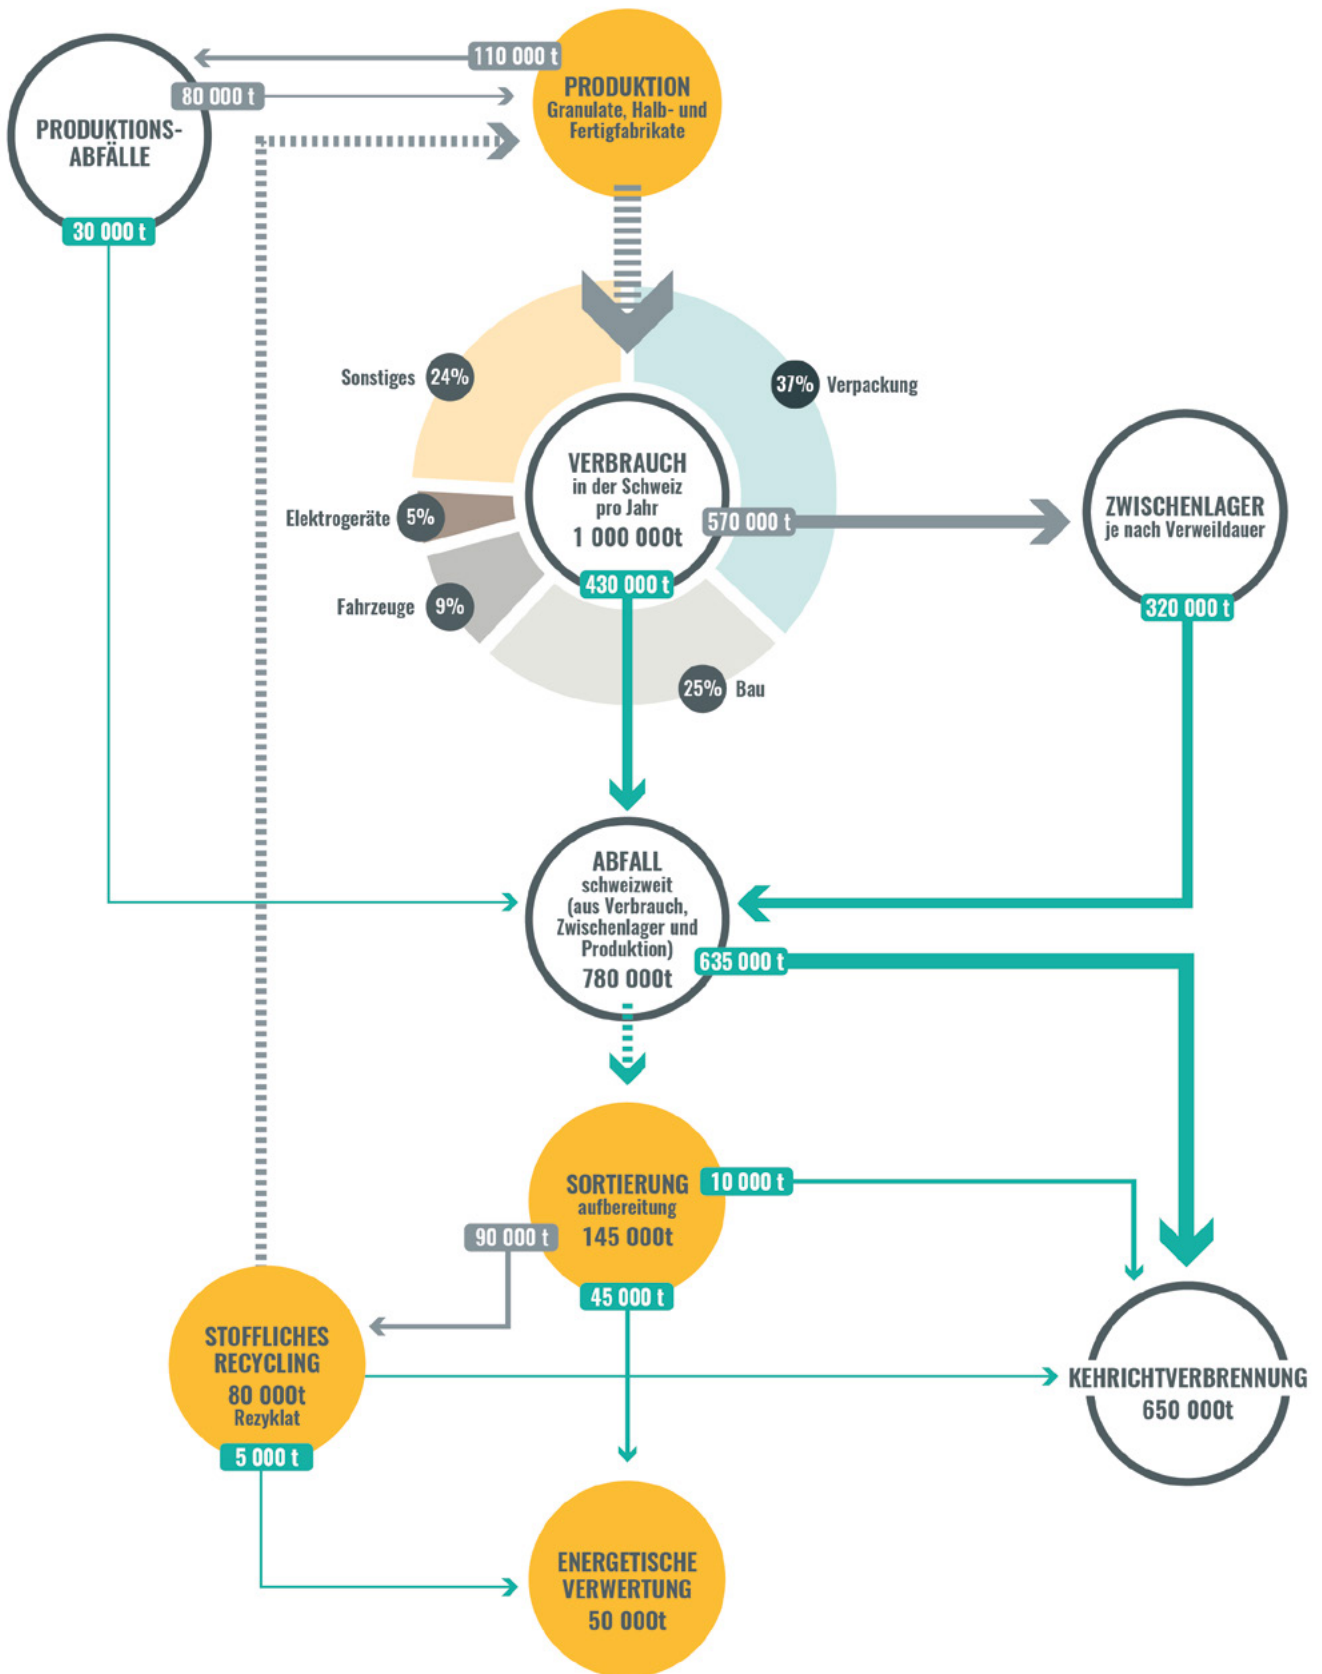 110 000 t
80 000 t
PRODUKTION
Granulate, Halb- und
Fertigfabrikate
PRODUKTIONS-
ABFÄLLE
30 000 t
Sonstiges 24%
37% Verpackung
VERBRAUCH
in der Schweiz
pro Jahr
1 000 000t
570 000 t
430 000 t
ZWISCHENLAGER
je nach Verweildauer
320 000 t
Elektrogeräte 5%
Fahrzeuge 9%
25% Bau
ABFALL
schweizweit
(aus Verbrauch,
Zwischenlager und
Produktion)
780 000t
635 000 t
SORTIERUNG
aufbereitung
145 000t
10 000 t
90 000 t
45 000 t
STOFFLICHES
RECYCLING
80 000t
Rezyklat
5 000 t
KEHRICHTVERBRENNUNG
650 000t
ENERGETISCHE
VERWERTUNG
50 000t